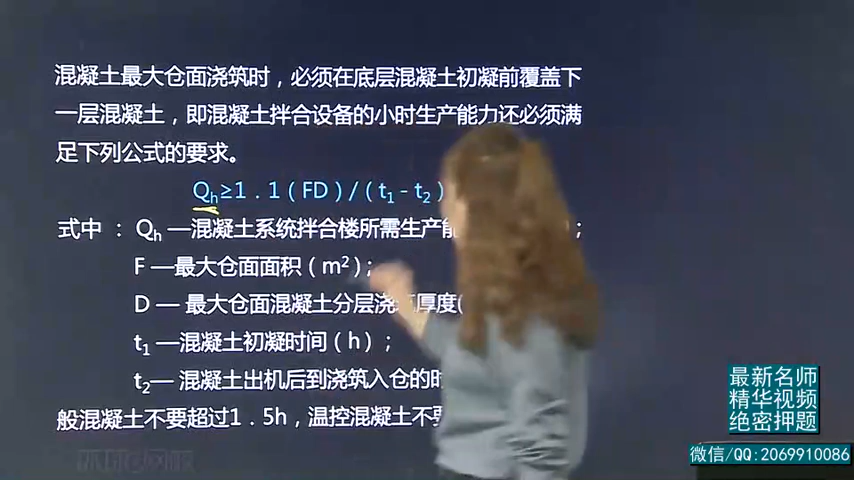 混凝土最大仓面浇筑时，必须在底层混凝土初凝前覆盖下
一层混凝土，即混凝土拌合设备的小时生产能力还必须满
足下列公式的要求。
Qh≥1．1（FD）/（t1 - t2）
式中 ： Qh —混凝土系统拌合楼所需生产能 ；
F —最大仓面面积（m²）；
D — 最大仓面混凝土分层浇 厚度(
t1 —混凝土初凝时间（h）；
t2— 混凝土出机后到浇筑入仓的时
般混凝土不要超过1．5h，温控混凝土不要
最新名师
精华视频
绝密押题
微信/QQ:2069910086